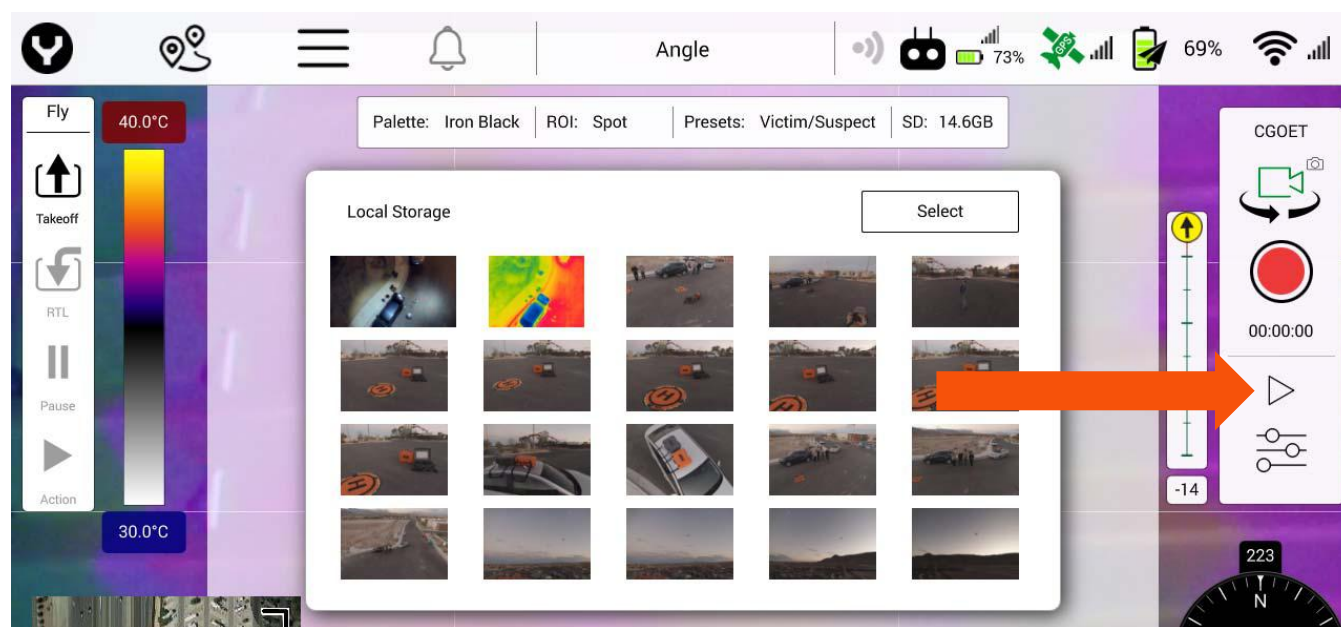 Angle
73%
GPS
69%
Fly
40.0°C
Palette: Iron Black
ROI: Spot
Presets: Victim/Suspect
SD: 14.6GB
CGOET
Takeoff
Local Storage
Select
RTL
00:00:00
Pause
Action
-14
30.0°C
223
N
H
H
H
H
H
H